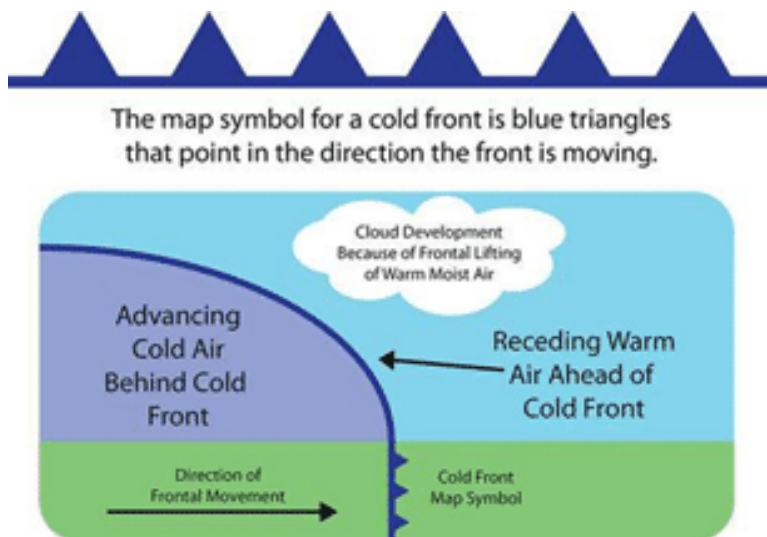 The map symbol for a cold front is blue triangles
that point in the direction the front is moving.
Cloud Development
Because of Frontal Lifting
of Warm Moist Air
Advancing
Cold Air
Behind Cold
Front
Receding Warm
Air Ahead of
Cold Front
Direction of
Frontal Movement
Cold Front
Map Symbol